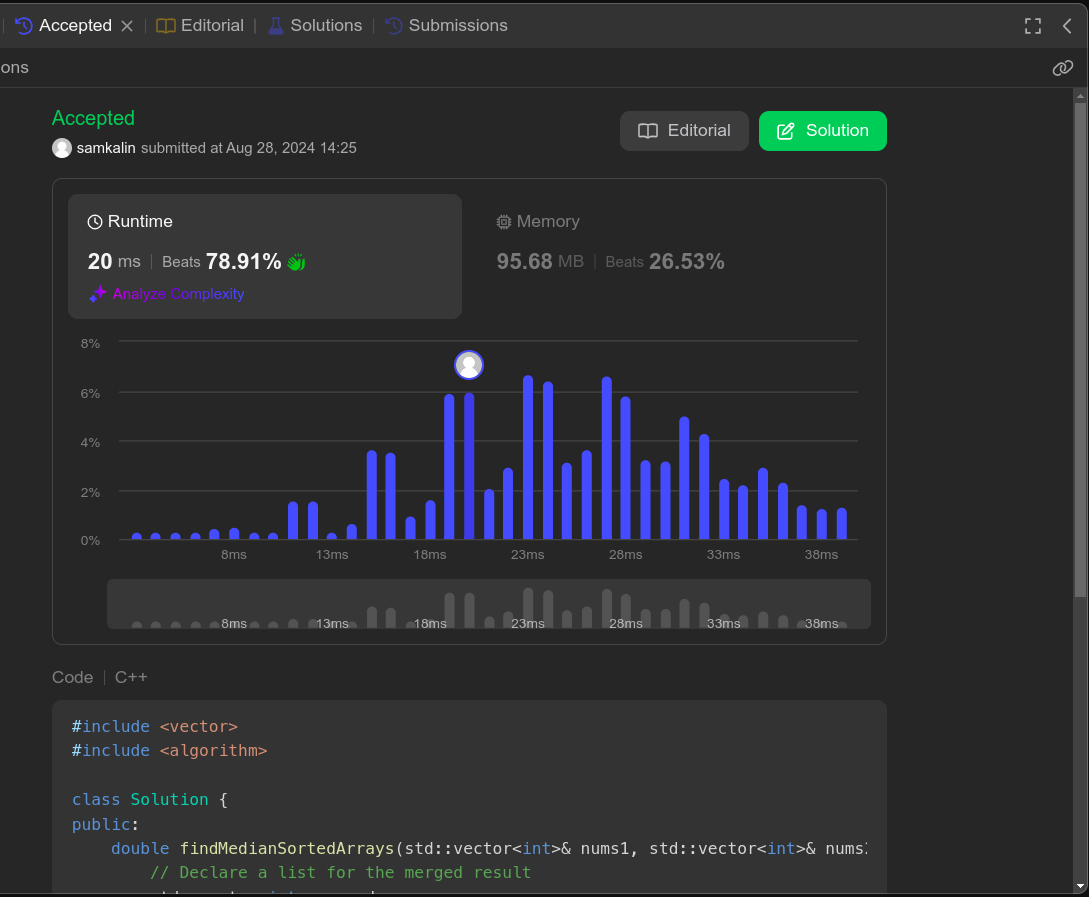 Accepted Editorial Solutions Submissions
ons
Accepted
samkalin submitted at Aug 28, 2024 14:25
Editorial
Solution
Runtime
20 ms Beats 78.91%
Analyze Complexity
Memory
95.68 MB Beats 26.53%
8%
6%
4%
2%
0%
8ms 13ms 18ms 23ms 28ms 33ms 38ms
8ms 13ms 18ms 23ms 28ms 33ms 38ms
Code C++
#include <vector>
#include <algorithm>
class Solution {
public:
double findMedianSortedArrays(std::vector<int>& nums1, std::vector<int>& nums
// Declare a list for the merged result